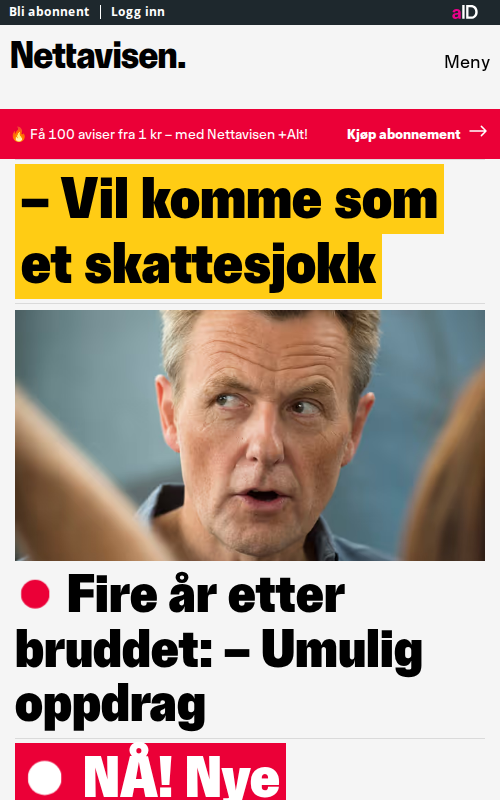 Bli abonnent | Logg inn
aID
Nettavisen.
Meny
🔥 Få 100 aviser fra 1 kr – med Nettavisen +Alt!
Kjøp abonnement →
– Vil komme som
et skattesjokk
Fire år etter
bruddet: – Umulig
oppdrag
NÅ! Nye